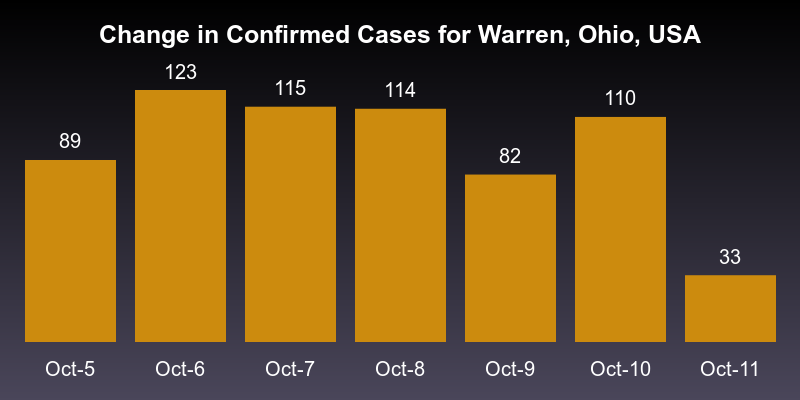 Change in Confirmed Cases for Warren, Ohio, USA
89
123
115
114
82
110
33
Oct-5
Oct-6
Oct-7
Oct-8
Oct-9
Oct-10
Oct-11